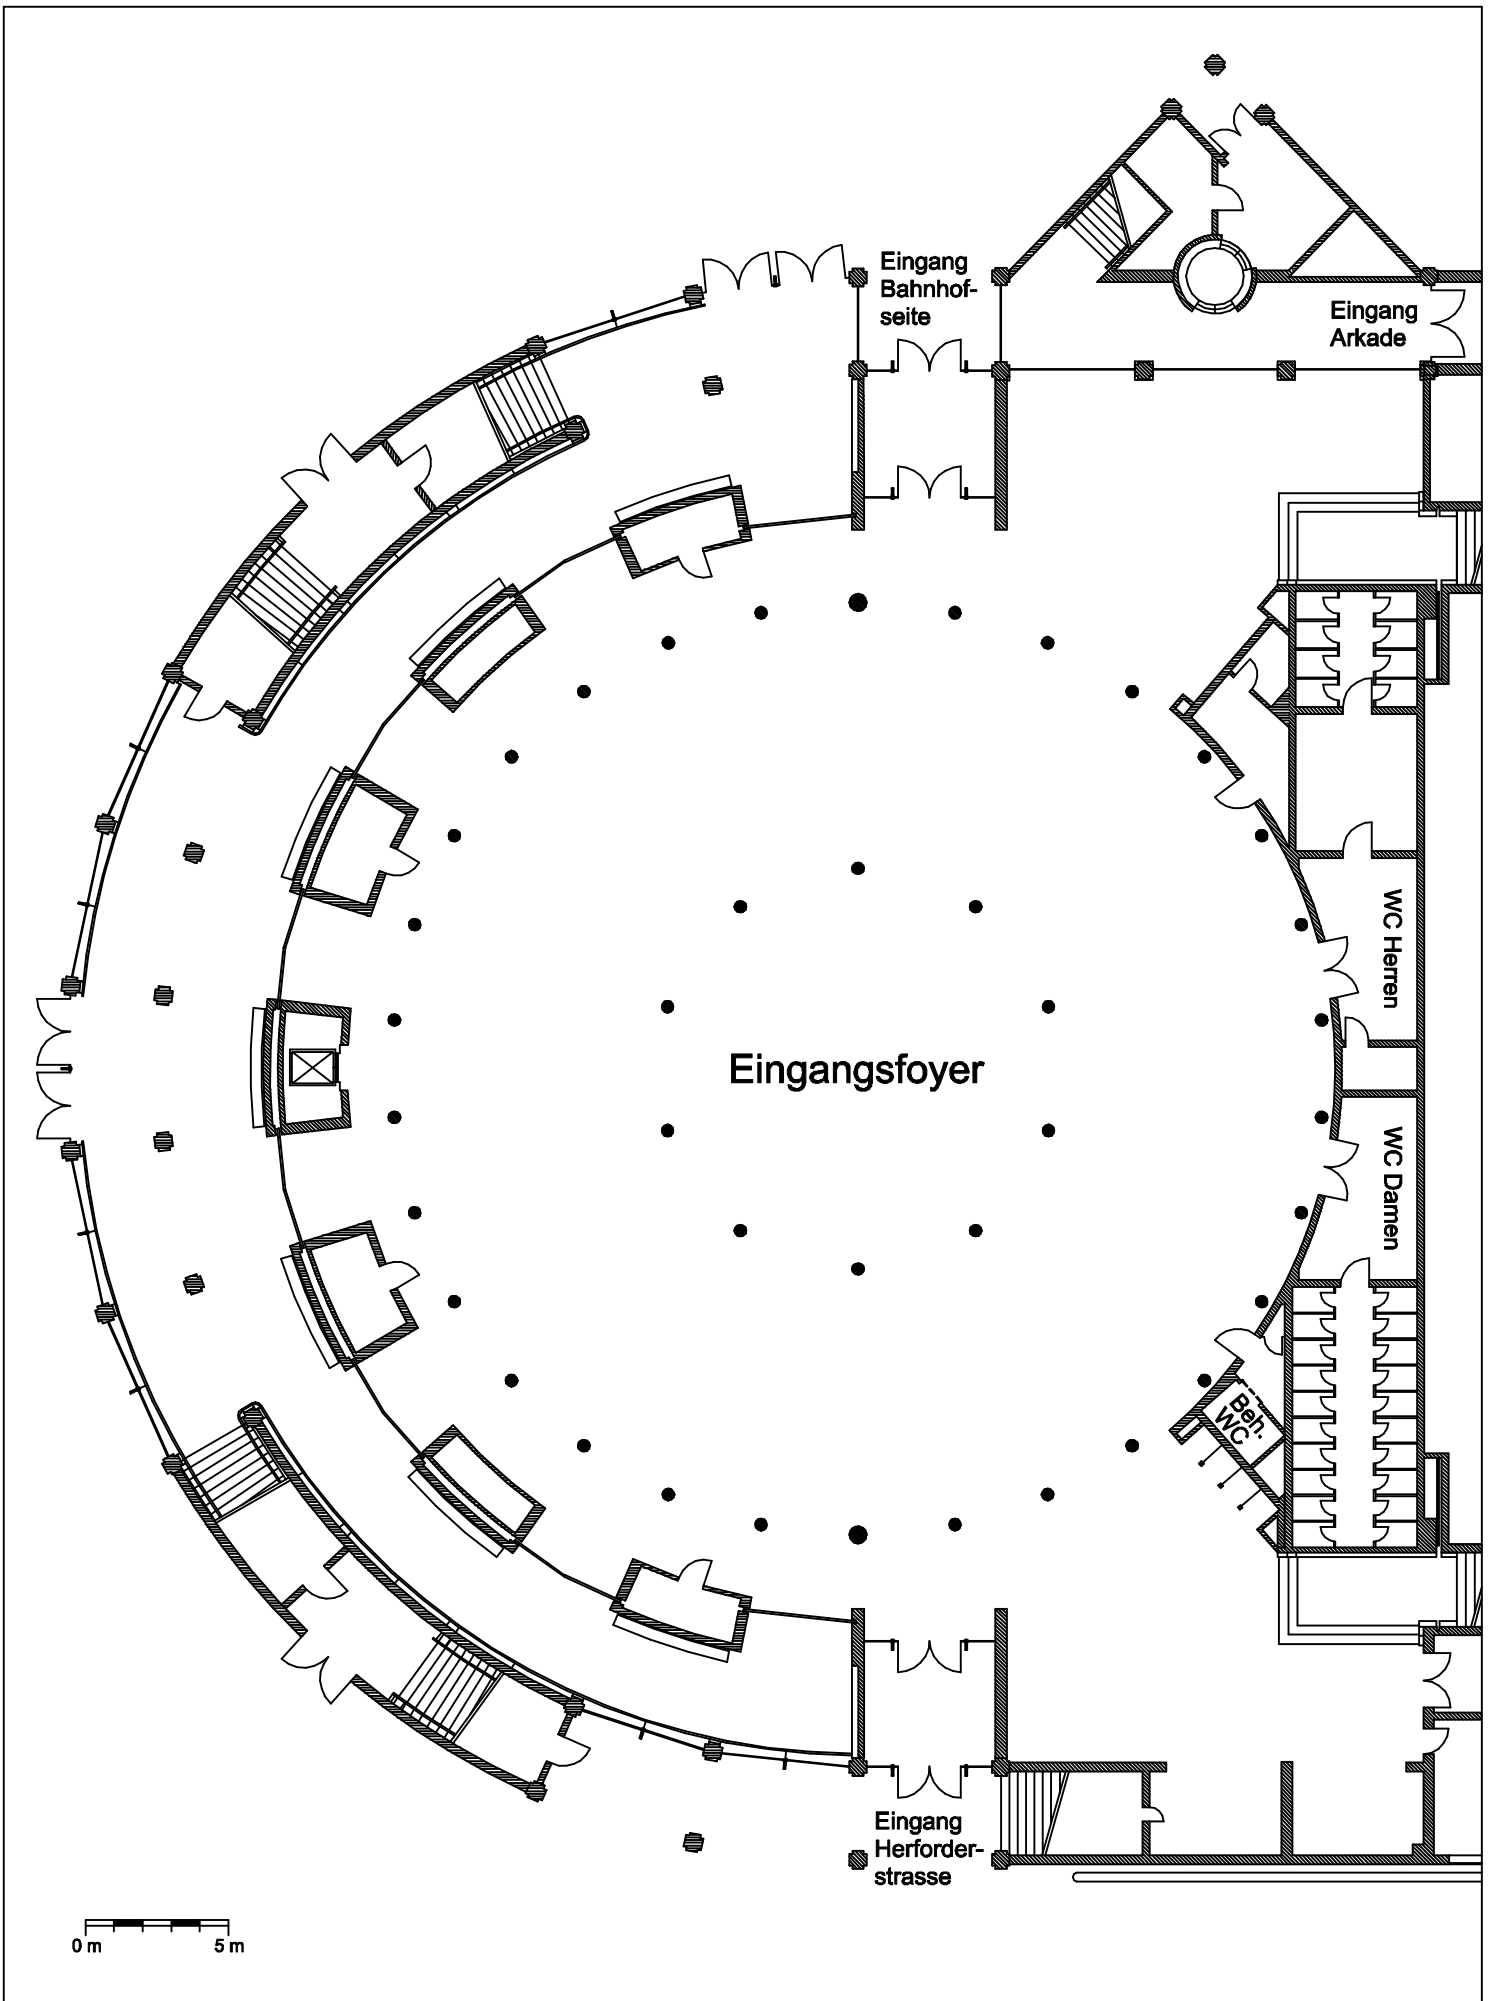 Eingang
Bahnhof-
seite
Eingang
Arkade
WC Herren
Eingangsfoyer
WC Damen
Beh.
WC
Eingang
Herforder-
strasse
0 m
5 m